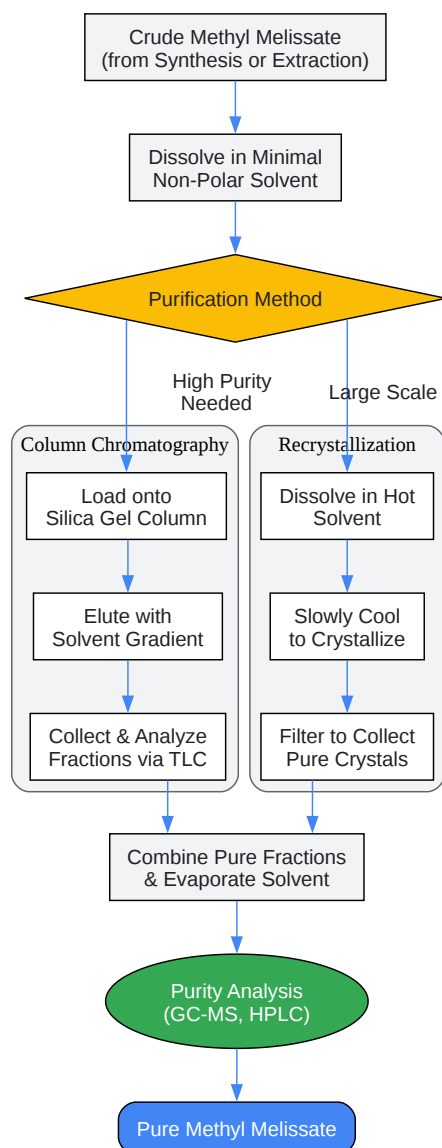 Crude Methyl Melissate
(from Synthesis or Extraction)
Dissolve in Minimal
Non-Polar Solvent
Purification Method
High Purity
Needed
Large Scale
Column Chromatography
Load onto
Silica Gel Column
Elute with
Solvent Gradient
Collect & Analyze
Fractions via TLC
Recrystallization
Dissolve in Hot
Solvent
Slowly Cool
to Crystallize
Filter to Collect
Pure Crystals
Combine Pure Fractions
& Evaporate Solvent
Purity Analysis
(GC-MS, HPLC)
Pure Methyl Melissate